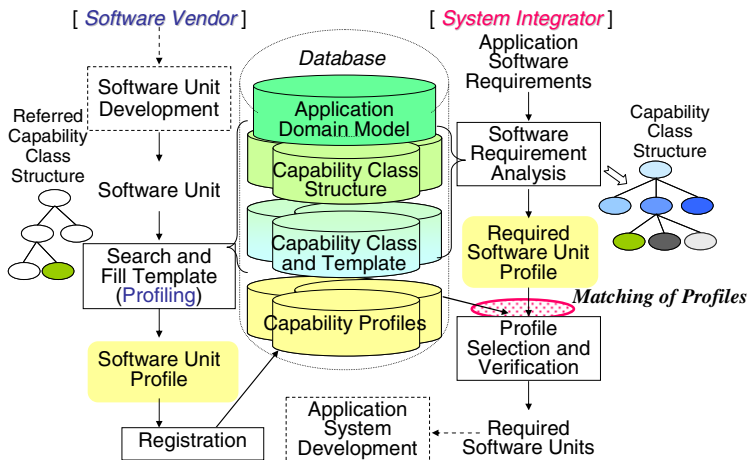 [ Software Vendor ]
Software Unit
Development
Referred
Capability
Class
Structure
Software Unit
Search and
Fill Template
(Profiling)
Software Unit
Profile
Registration
Database
Application
Domain Model
Capability Class
Structure
Capability Class
and Template
Capability Profiles
[ System Integrator ]
Application
Software
Requirements
Software
Requirement
Analysis
Capability
Class
Structure
Required
Software Unit
Profile
Matching of Profiles
Profile
Selection and
Verification
Required
Software Units
Application
System
Development